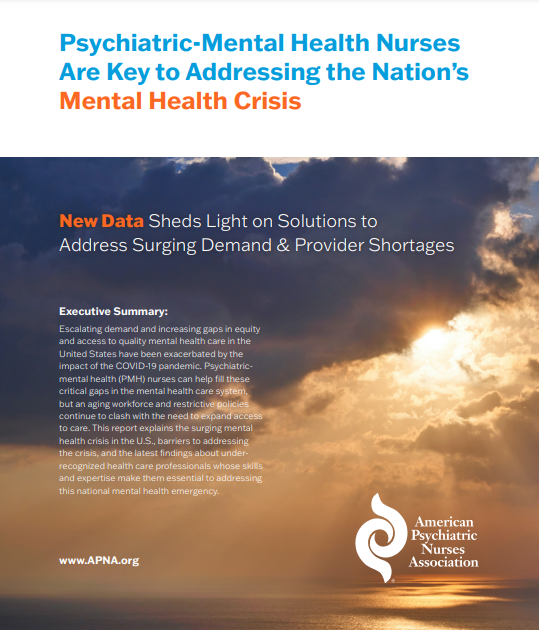 Psychiatric-Mental Health Nurses
Are Key to Addressing the Nation's
Mental Health Crisis
New Data Sheds Light on Solutions to
Address Surging Demand & Provider Shortages
Executive Summary:
Escalating demand and increasing gaps in equity
and access to quality mental health care in the
United States have been exacerbated by the
impact of the COVID-19 pandemic. Psychiatric-
mental health (PMH) nurses can help fill these
critical gaps in the mental health care system,
but an aging workforce and restrictive policies
continue to clash with the need to expand access
to care. This report explains the surging mental
health crisis in the U.S., barriers to addressing
the crisis, and the latest findings about under-
recognized health care professionals whose skills
and expertise make them essential to addressing
this national mental health emergency.
American
Psychiatric
Nurses
Association
®
www.APNA.org